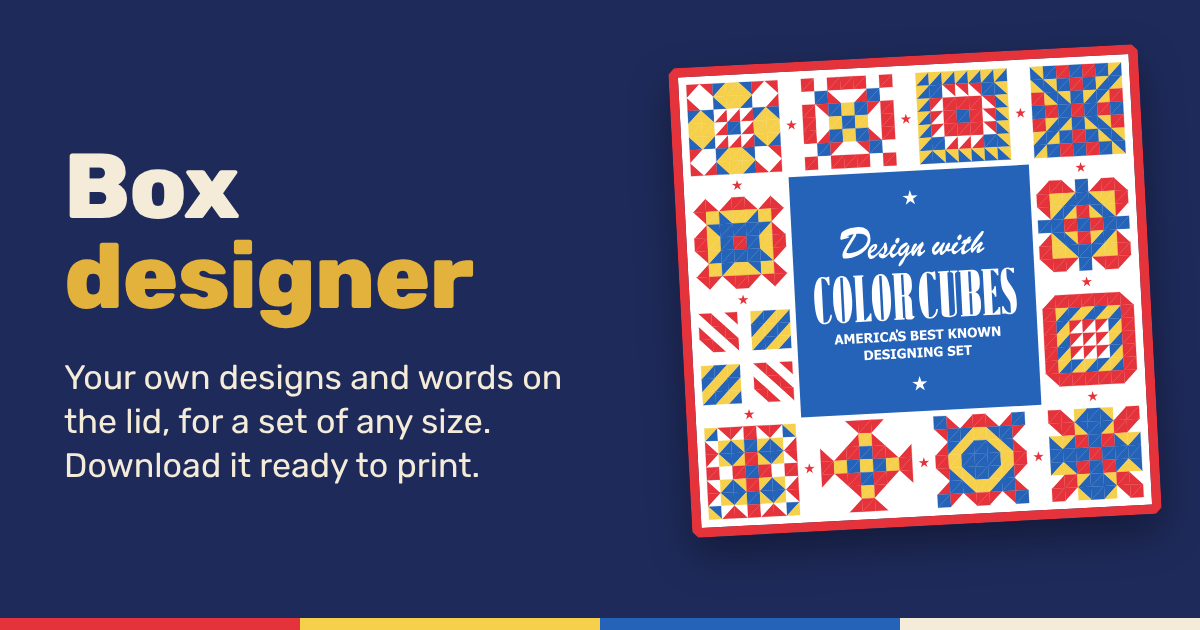 Box
designer
Your own designs and words on
the lid, for a set of any size.
Download it ready to print.
Design with
COLOR CUBES
AMERICA'S BEST KNOWN
DESIGNING SET